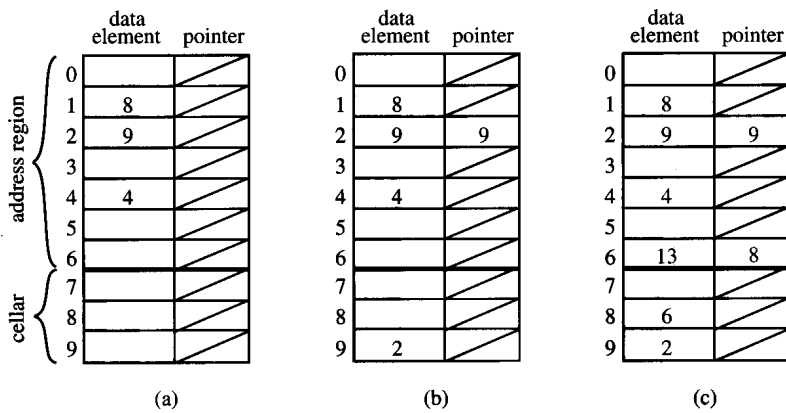 data element pointer
0
1 8
2 9
3
4 4
5
6
7
8
9
address region
cellar
(a)
data element pointer
0
1 8
2 9 9
3
4 4
5
6
7
8
9 2
(b)
data element pointer
0
1 8
2 9 9
3
4 4
5
6 13 8
7
8 6
9 2
(c)